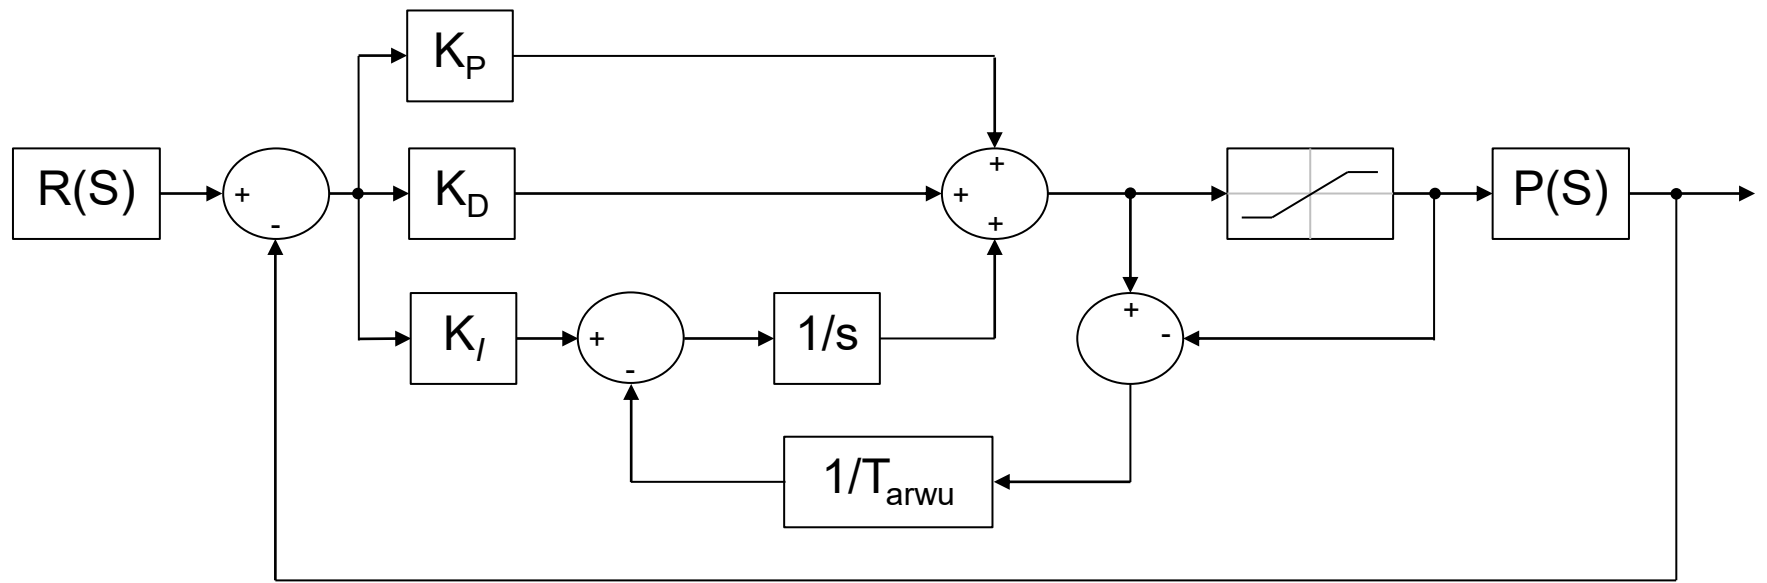 K_P
R(S)
+
-
K_D
+
+
+
P(S)
K_I
+
-
1/s
+
-
1/T_arwu